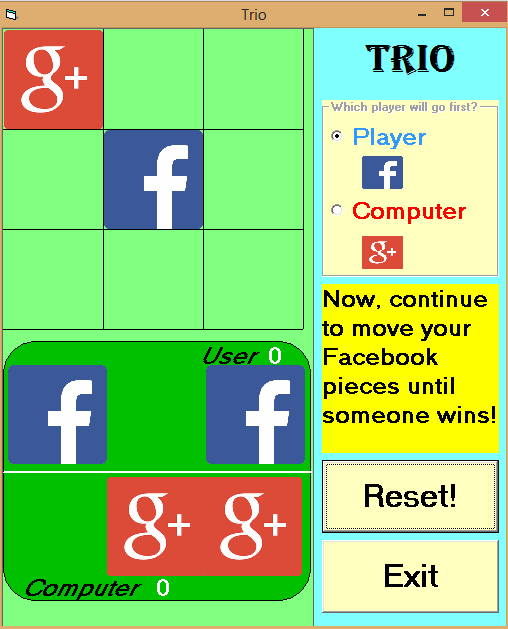 Trio
g+
f
TRIO
Which player will go first?
Player
f
Computer
g+
Now, continue
to move your
Facebook
pieces until
someone wins!
User 0
f f
g+ g+
Computer 0
Reset!
Exit